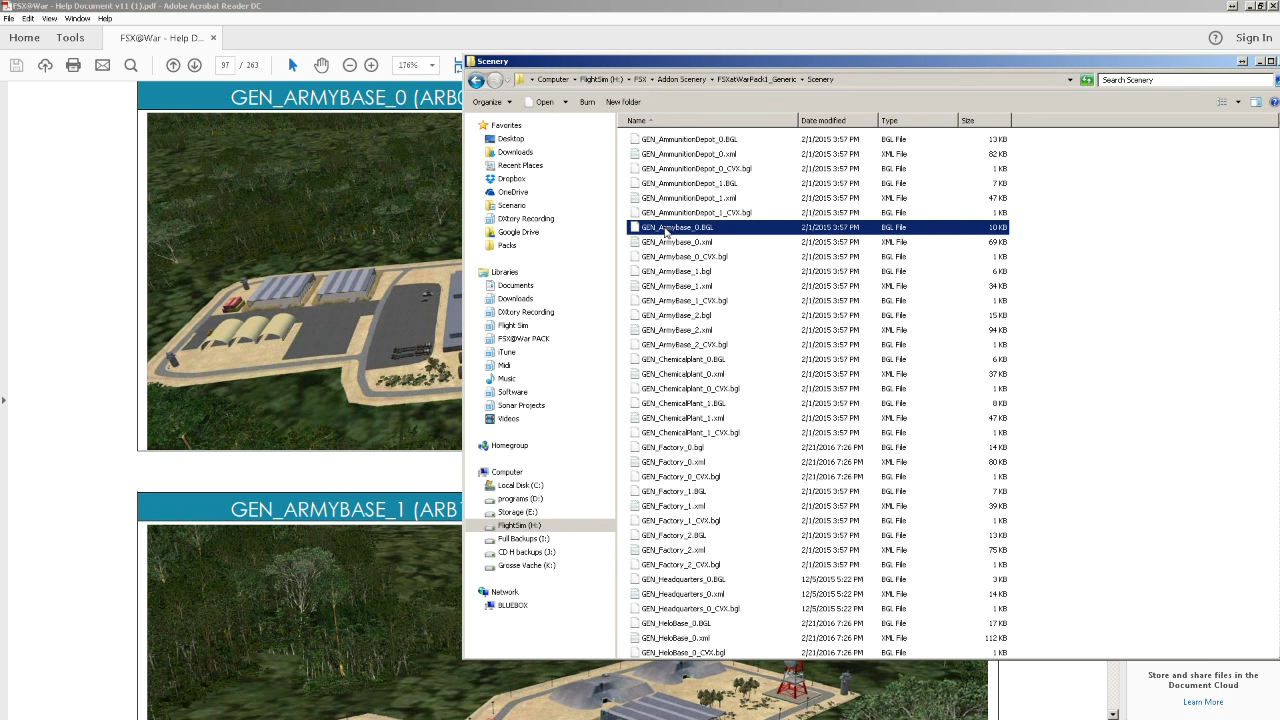 FSX@War - Help Document v11 (1).pdf - Adobe Acrobat Reader DC
File Edit View Window Help
Home Tools FSX@War - Help D... × Sign In
97 / 263 176%
GEN_ARMYBASE_0 (ARB0
GEN_ARMYBASE_1 (ARB1
Scenery
Computer FlightSim (H:) FSX Addon Scenery FSXatWarPack1_Generic Scenery Search Scenery
Organize Open Burn New folder
Favorites
Desktop
Downloads
Recent Places
Dropbox
OneDrive
Scenario
DXtory Recording
Google Drive
Packs
Libraries
Documents
Downloads
DXtory Recording
Flight Sim
FSX@War PACK
iTune
Midi
Music
Software
Sonar Projects
Videos
Homegroup
Computer
Local Disk (C:)
programs (D:)
Storage (E:)
FlightSim (H:)
Full Backups (I:)
CD H backups (J:)
Grosse Vache (K:)
Network
BLUEBOX
Name Date modified Type Size
GEN_AmmunitionDepot_0.BGL 2/1/2015 3:57 PM BGL File 13 KB
GEN_AmmunitionDepot_0.xml 2/1/2015 3:57 PM XML File 82 KB
GEN_AmmunitionDepot_0_CVX.bgl 2/1/2015 3:57 PM BGL File 1 KB
GEN_AmmunitionDepot_1.BGL 2/1/2015 3:57 PM BGL File 7 KB
GEN_AmmunitionDepot_1.xml 2/1/2015 3:57 PM XML File 47 KB
GEN_AmmunitionDepot_1_CVX.bgl 2/1/2015 3:57 PM BGL File 1 KB
GEN_Armybase_0.BGL 2/1/2015 3:57 PM BGL File 10 KB
GEN_Armybase_0.xml 2/1/2015 3:57 PM XML File 69 KB
GEN_Armybase_0_CVX.bgl 2/1/2015 3:57 PM BGL File 1 KB
GEN_ArmyBase_1.bgl 2/1/2015 3:57 PM BGL File 6 KB
GEN_ArmyBase_1.xml 2/1/2015 3:57 PM XML File 34 KB
GEN_ArmyBase_1_CVX.bgl 2/1/2015 3:57 PM BGL File 1 KB
GEN_ArmyBase_2.bgl 2/1/2015 3:57 PM BGL File 15 KB
GEN_ArmyBase_2.xml 2/1/2015 3:57 PM XML File 94 KB
GEN_ArmyBase_2_CVX.bgl 2/1/2015 3:57 PM BGL File 1 KB
GEN_Chemicalplant_0.BGL 2/1/2015 3:57 PM BGL File 6 KB
GEN_Chemicalplant_0.xml 2/1/2015 3:57 PM XML File 37 KB
GEN_Chemicalplant_0_CVX.bgl 2/1/2015 3:57 PM BGL File 1 KB
GEN_ChemicalPlant_1.BGL 2/1/2015 3:57 PM BGL File 8 KB
GEN_ChemicalPlant_1.xml 2/1/2015 3:57 PM XML File 47 KB
GEN_ChemicalPlant_1_CVX.bgl 2/1/2015 3:57 PM BGL File 1 KB
GEN_Factory_0.bgl 2/21/2016 7:26 PM BGL File 14 KB
GEN_Factory_0.xml 2/21/2016 7:26 PM XML File 80 KB
GEN_Factory_0_CVX.bgl 2/21/2016 7:26 PM BGL File 1 KB
GEN_Factory_1.BGL 2/1/2015 3:57 PM BGL File 7 KB
GEN_Factory_1.xml 2/1/2015 3:57 PM XML File 39 KB
GEN_Factory_1_CVX.bgl 2/1/2015 3:57 PM BGL File 1 KB
GEN_Factory_2.BGL 2/1/2015 3:57 PM BGL File 13 KB
GEN_Factory_2.xml 2/1/2015 3:57 PM XML File 75 KB
GEN_Factory_2_CVX.bgl 2/1/2015 3:57 PM BGL File 1 KB
GEN_Headquarters_0.BGL 12/5/2015 5:22 PM BGL File 3 KB
GEN_Headquarters_0.xml 12/5/2015 5:22 PM XML File 14 KB
GEN_Headquarters_0_CVX.bgl 12/5/2015 5:22 PM BGL File 1 KB
GEN_HeloBase_0.BGL 2/21/2016 7:26 PM BGL File 17 KB
GEN_HeloBase_0.xml 2/21/2016 7:26 PM XML File 112 KB
GEN_HeloBase_0_CVX.bgl 2/21/2016 7:26 PM BGL File 1 KB
Store and share files in the
Document Cloud
Learn More